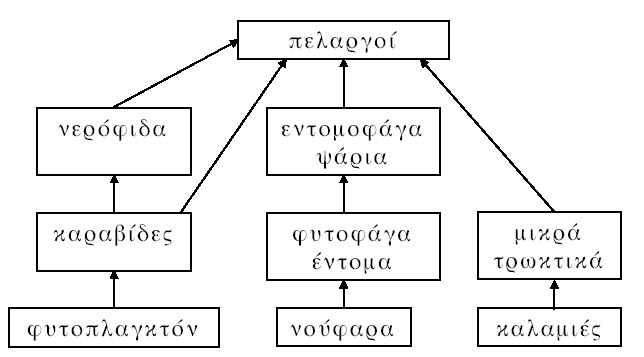 πελαργοί
νερόφιδα
εντομοφάγα
ψάρια
καραβίδες
φυτοφάγα
έντομα
μικρά
τρωκτικά
φυτοπλαγκτόν
νούφαρα
καλαμιές